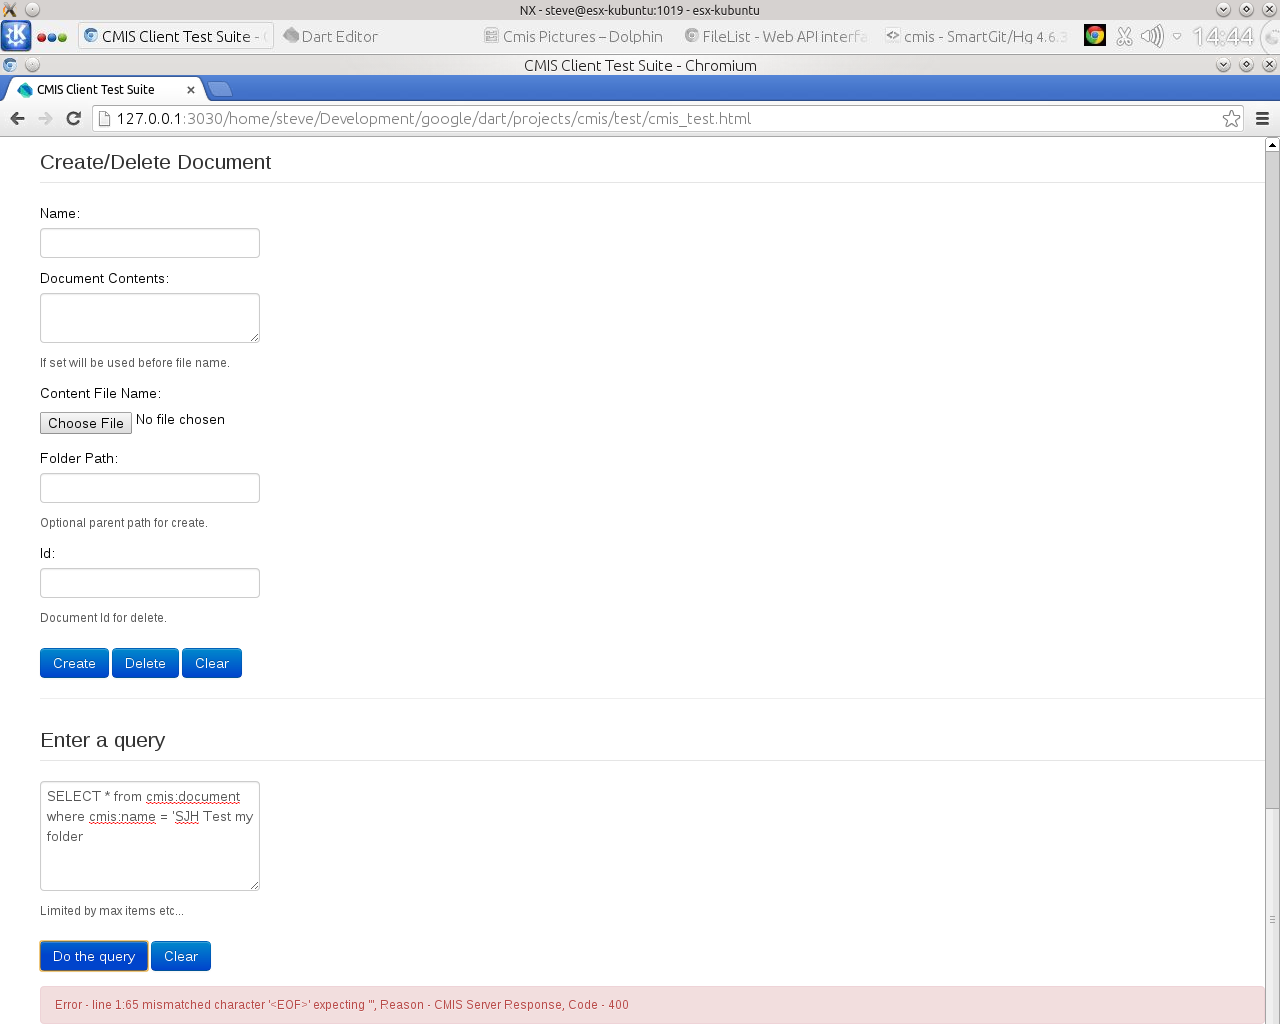 NX - steve@esx-kubuntu:1019 - esx-kubuntu
CMIS Client Test Suite - C
Dart Editor
Cmis Pictures – Dolphin
FileList - Web API interfa
cmis - SmartGit/Hg 4.6.3
14:44
CMIS Client Test Suite - Chromium
CMIS Client Test Suite
127.0.0.1:3030/home/steve/Development/google/dart/projects/cmis/test/cmis_test.html
Create/Delete Document
Name:
Document Contents:
If set will be used before file name.
Content File Name:
Choose File No file chosen
Folder Path:
Optional parent path for create.
Id:
Document Id for delete.
Create Delete Clear
Enter a query
SELECT * from cmis:document
where cmis:name = 'SJH Test my
folder
Limited by max items etc...
Do the query Clear
Error - line 1:65 mismatched character '<EOF>' expecting ''', Reason - CMIS Server Response, Code - 400